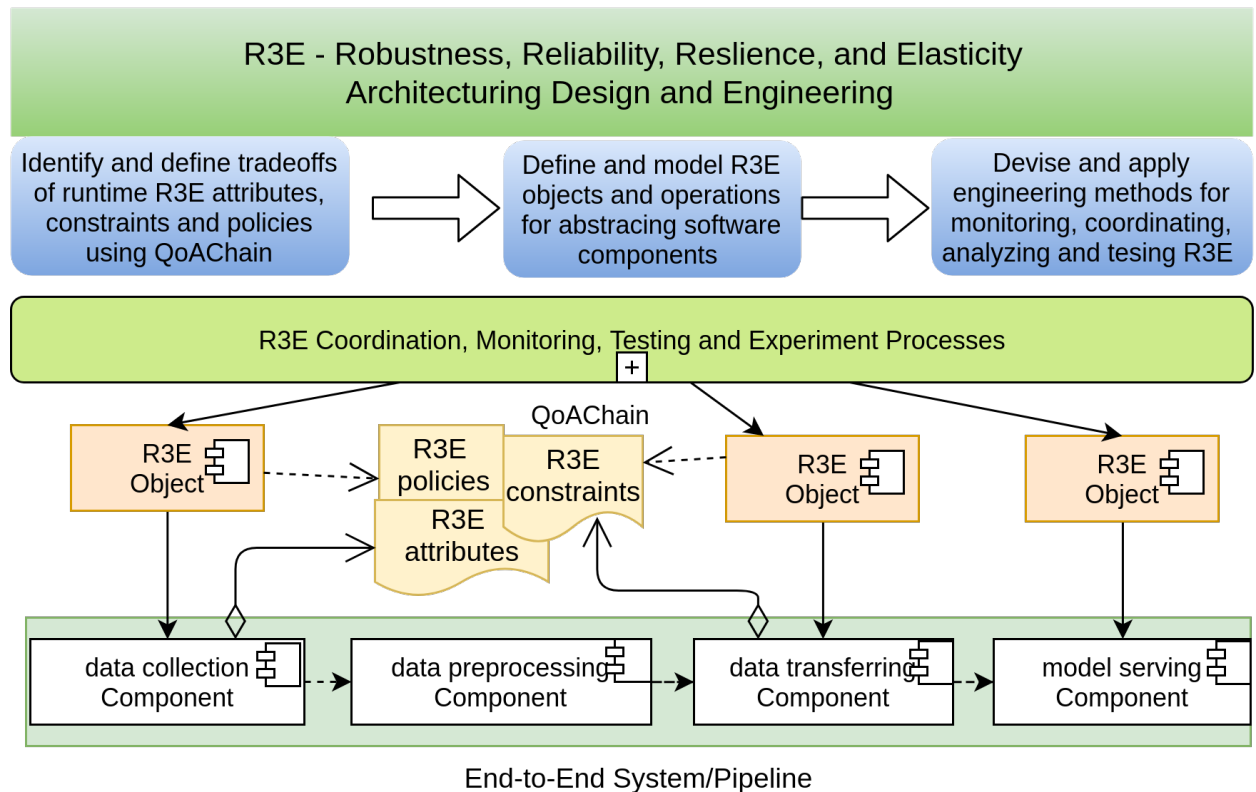 R3E - Robustness, Reliability, Reslience, and Elasticity
Architecturing Design and Engineering
Identify and define tradeoffs
of runtime R3E attributes,
constraints and policies
using QoAChain
Define and model R3E
objects and operations
for abstracing software
components
Devise and apply
engineering methods for
monitoring, coordinating,
analyzing and tesing R3E
R3E Coordination, Monitoring, Testing and Experiment Processes
+
QoAChain
R3E
Object
R3E
policies
R3E
constraints
R3E
attributes
R3E
Object
R3E
Object
data collection
Component
data preprocessing
Component
data transferring
Component
model serving
Component
End-to-End System/Pipeline